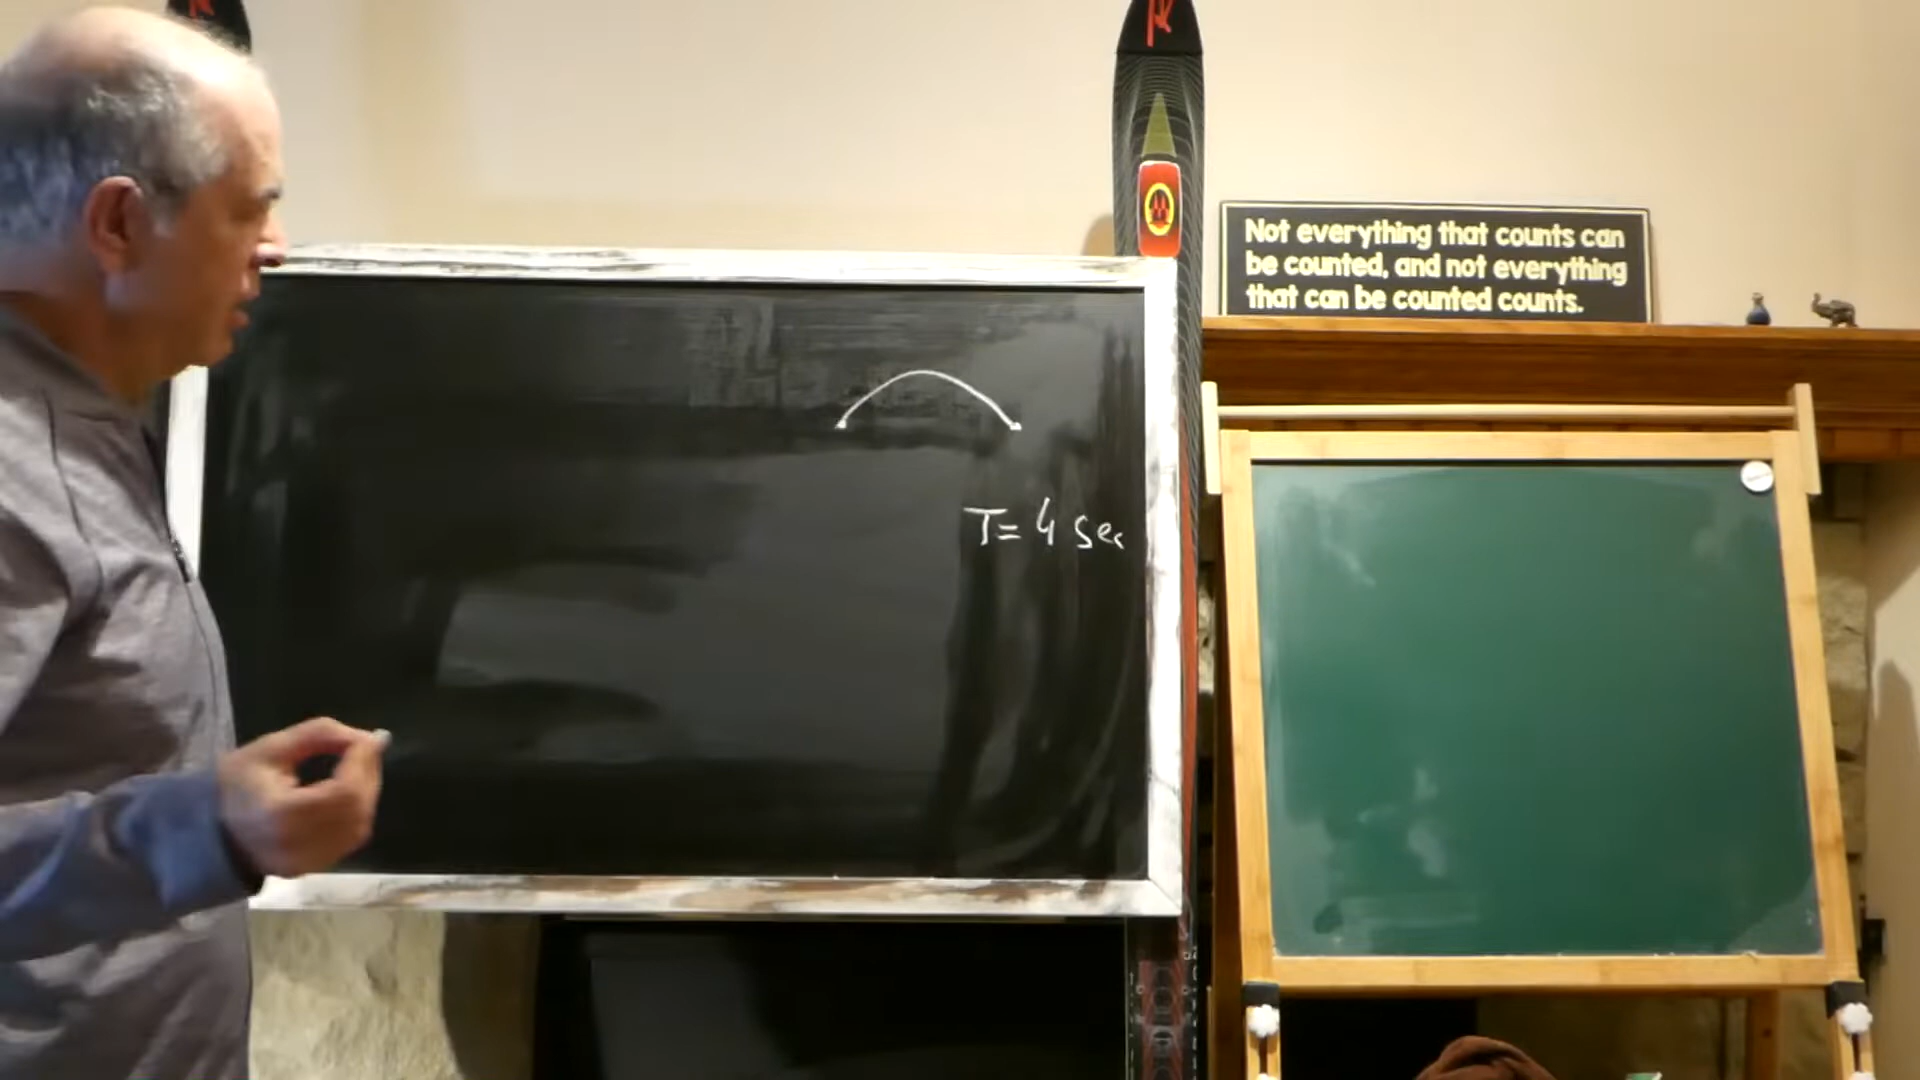 Not everything that counts can
be counted, and not everything
that can be counted counts.
T= 4 sec